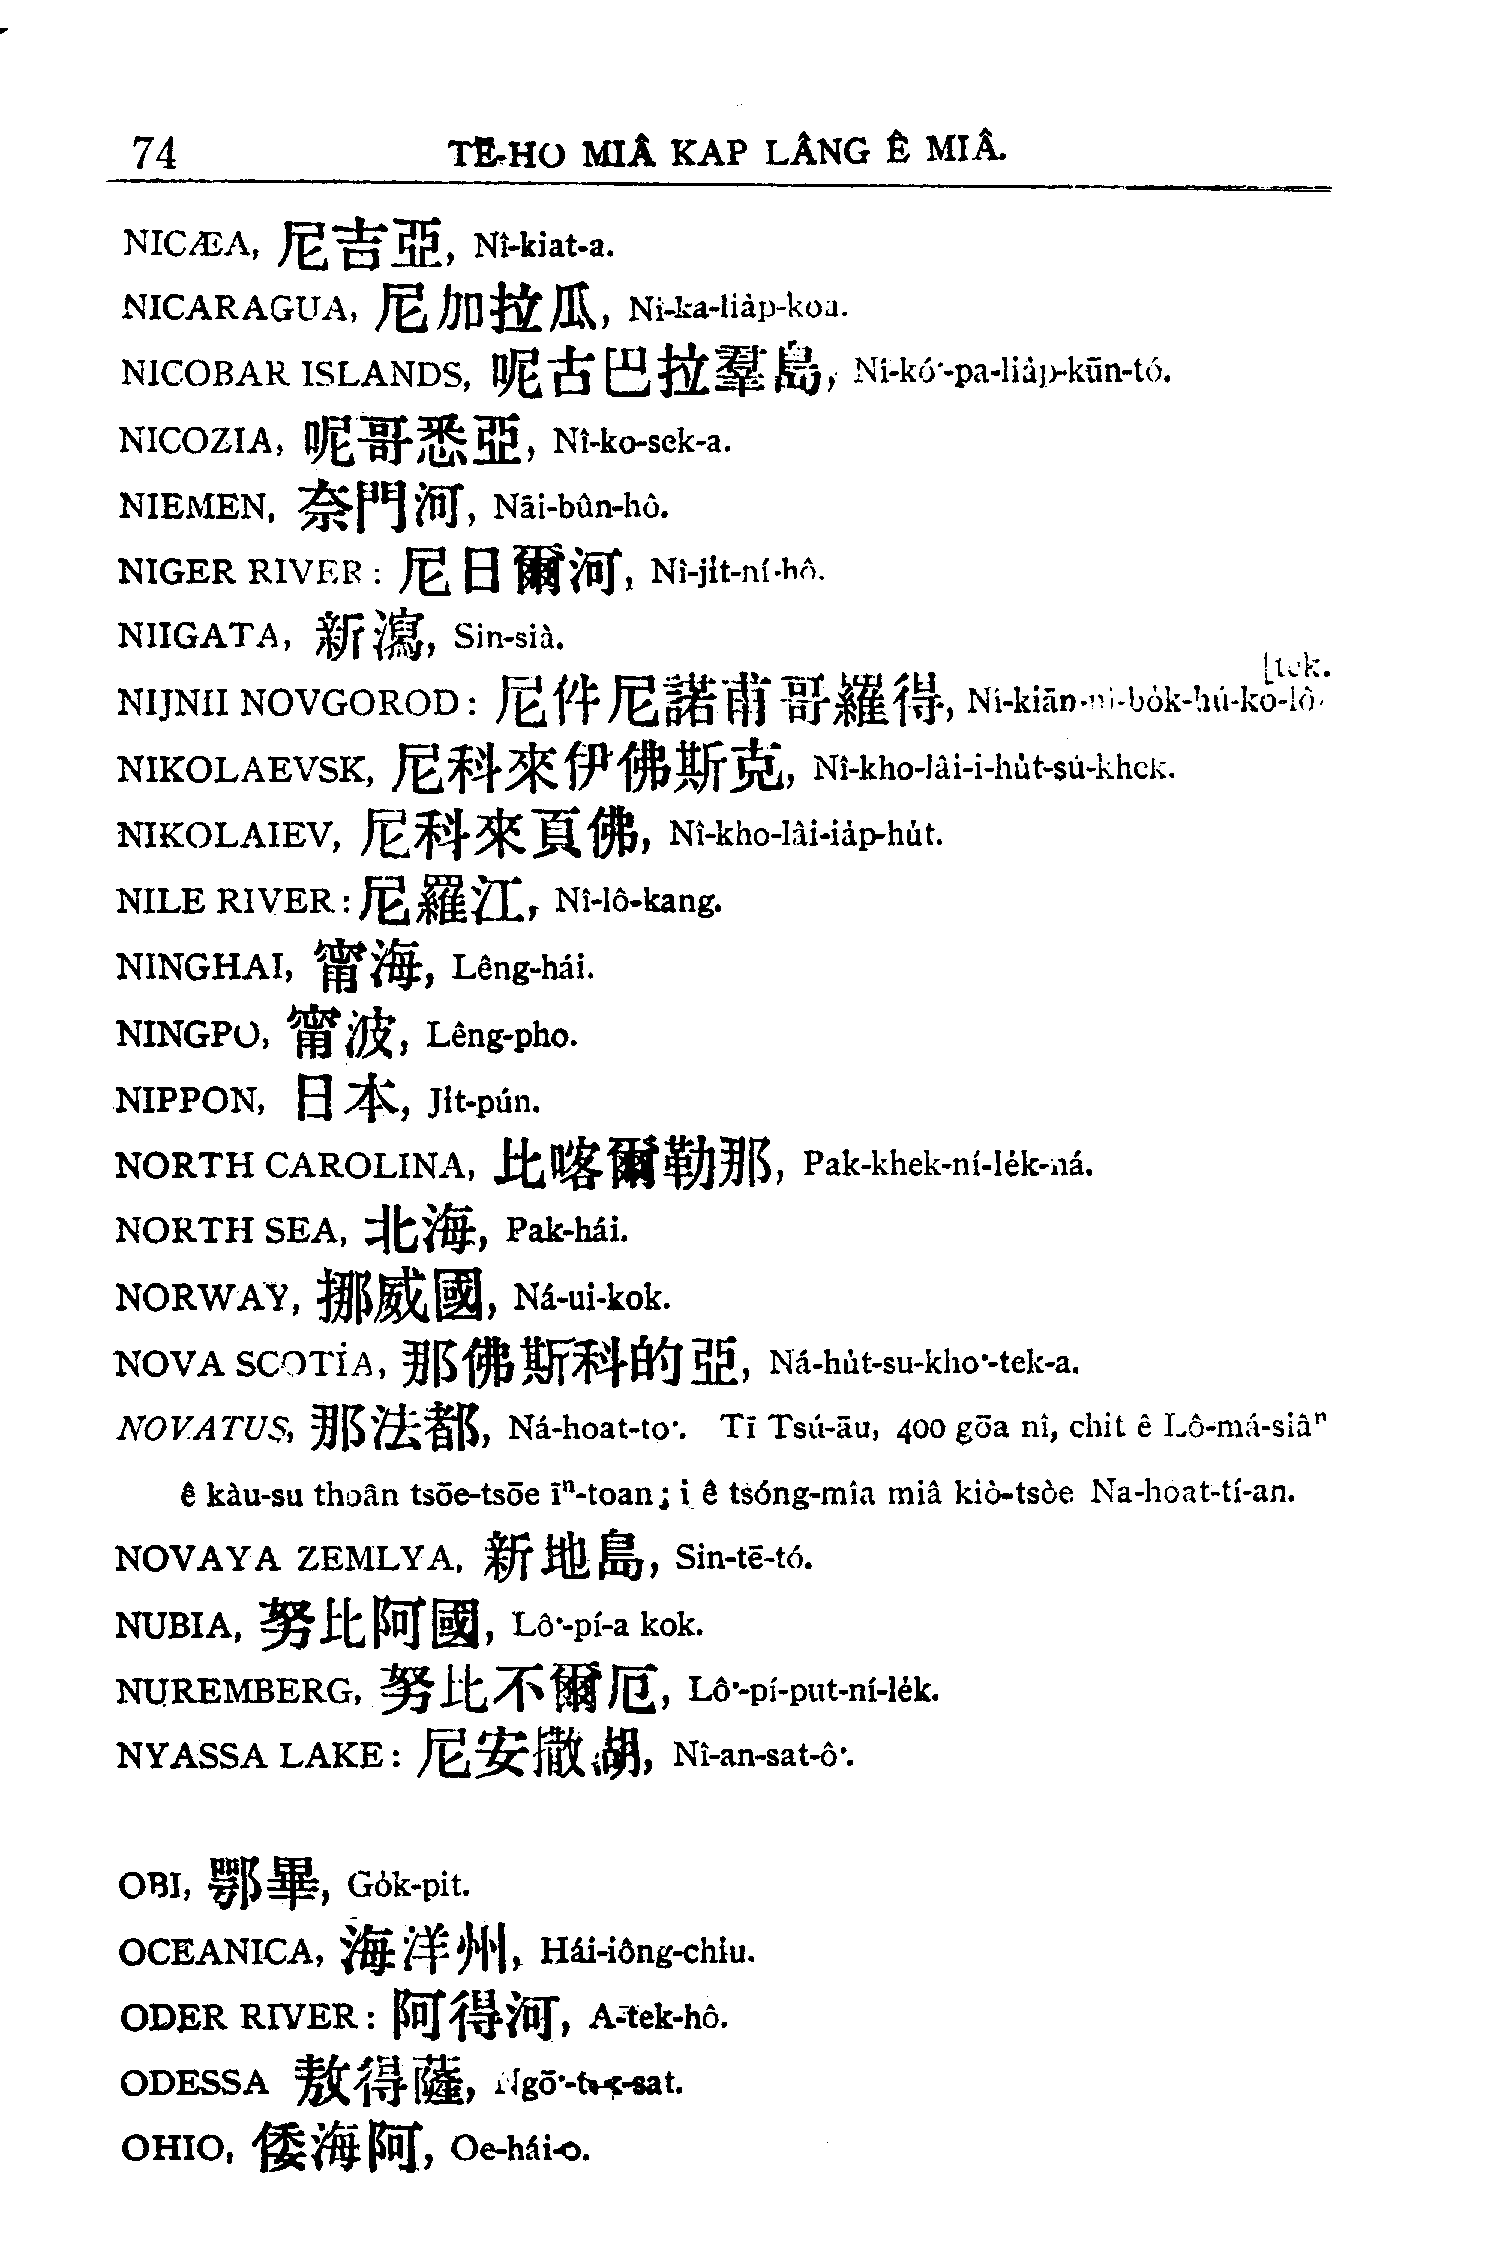 74 TĒ-HO MIÂ KAP LÂNG Ê MIÂ.
NICÆA, 尼吉亞, Nî-kiat-a.
NICARAGUA, 尼加拉瓜, Nî-ka-lia̍p-koa.
NICOBAR ISLANDS, 呢古巴拉羣島, Nî-kó·-pa-lia̍p-kūn-tó.
NICOZIA, 呢哥悉亞, Nî-ko-sek-a.
NIEMEN, 奈門河, Nāi-bûn-hô.
NIGER RIVER: 尼日爾河, Nî-ji̍t-ní-hô.
NIIGATA, 新瀉, Sin-sià.
[tek.
NIJNII NOVGOROD: 尼件尼諾甫哥羅得, Nî-kiān-nî-bo̍k-hú-ko-lô-
NIKOLAEVSK, 尼科來伊佛斯克, Nî-kho-lâi-i-hu̍t-sú-khek.
NIKOLAIEV, 尼科來頁佛, Nî-kho-lâi-ia̍p-hu̍t.
NILE RIVER: 尼羅江, Nî-lô-kang.
NINGHAI, 甯海, Lêng-hái.
NINGPO, 甯波, Lêng-pho.
NIPPON, 日本, Ji̍t-pún.
NORTH CAROLINA, 比喀爾勒那, Pak-khek-ní-le̍k-ná.
NORTH SEA, 北海, Pak-hái.
NORWAY, 挪威國, Ná-ui-kok.
NOVA SCOTIA, 那佛斯科的亞, Ná-hu̍t-su-kho·-tek-a.
NOVATUS, 那法都, Ná-hoat-to·. Tī Tsú-āu, 400 gōa nî, chit ê Lô-má-siâⁿ
ê kàu-su thoân tsōe-tsōe īⁿ-toan; i ê tsóng-mîa miâ kiò-tsòe Na-hoat-tí-an.
NOVAYA ZEMLYA, 新地島, Sin-tē-tó.
NUBIA, 努比阿國, Lô·-pí-a kok.
NUREMBERG, 努比不爾厄, Lô·-pí-put-ní-le̍k.
NYASSA LAKE: 尼安撒湖, Nî-an-sat-ô·.
OBI, 鄂畢, Go̍k-pit.
OCEANICA, 海洋州, Hái-iông-chiu.
ODER RIVER: 阿得河, A-tek-hô.
ODESSA 敖得薩, Ngō·-tek-sat.
OHIO, 倭海阿, Oe-hái-o.